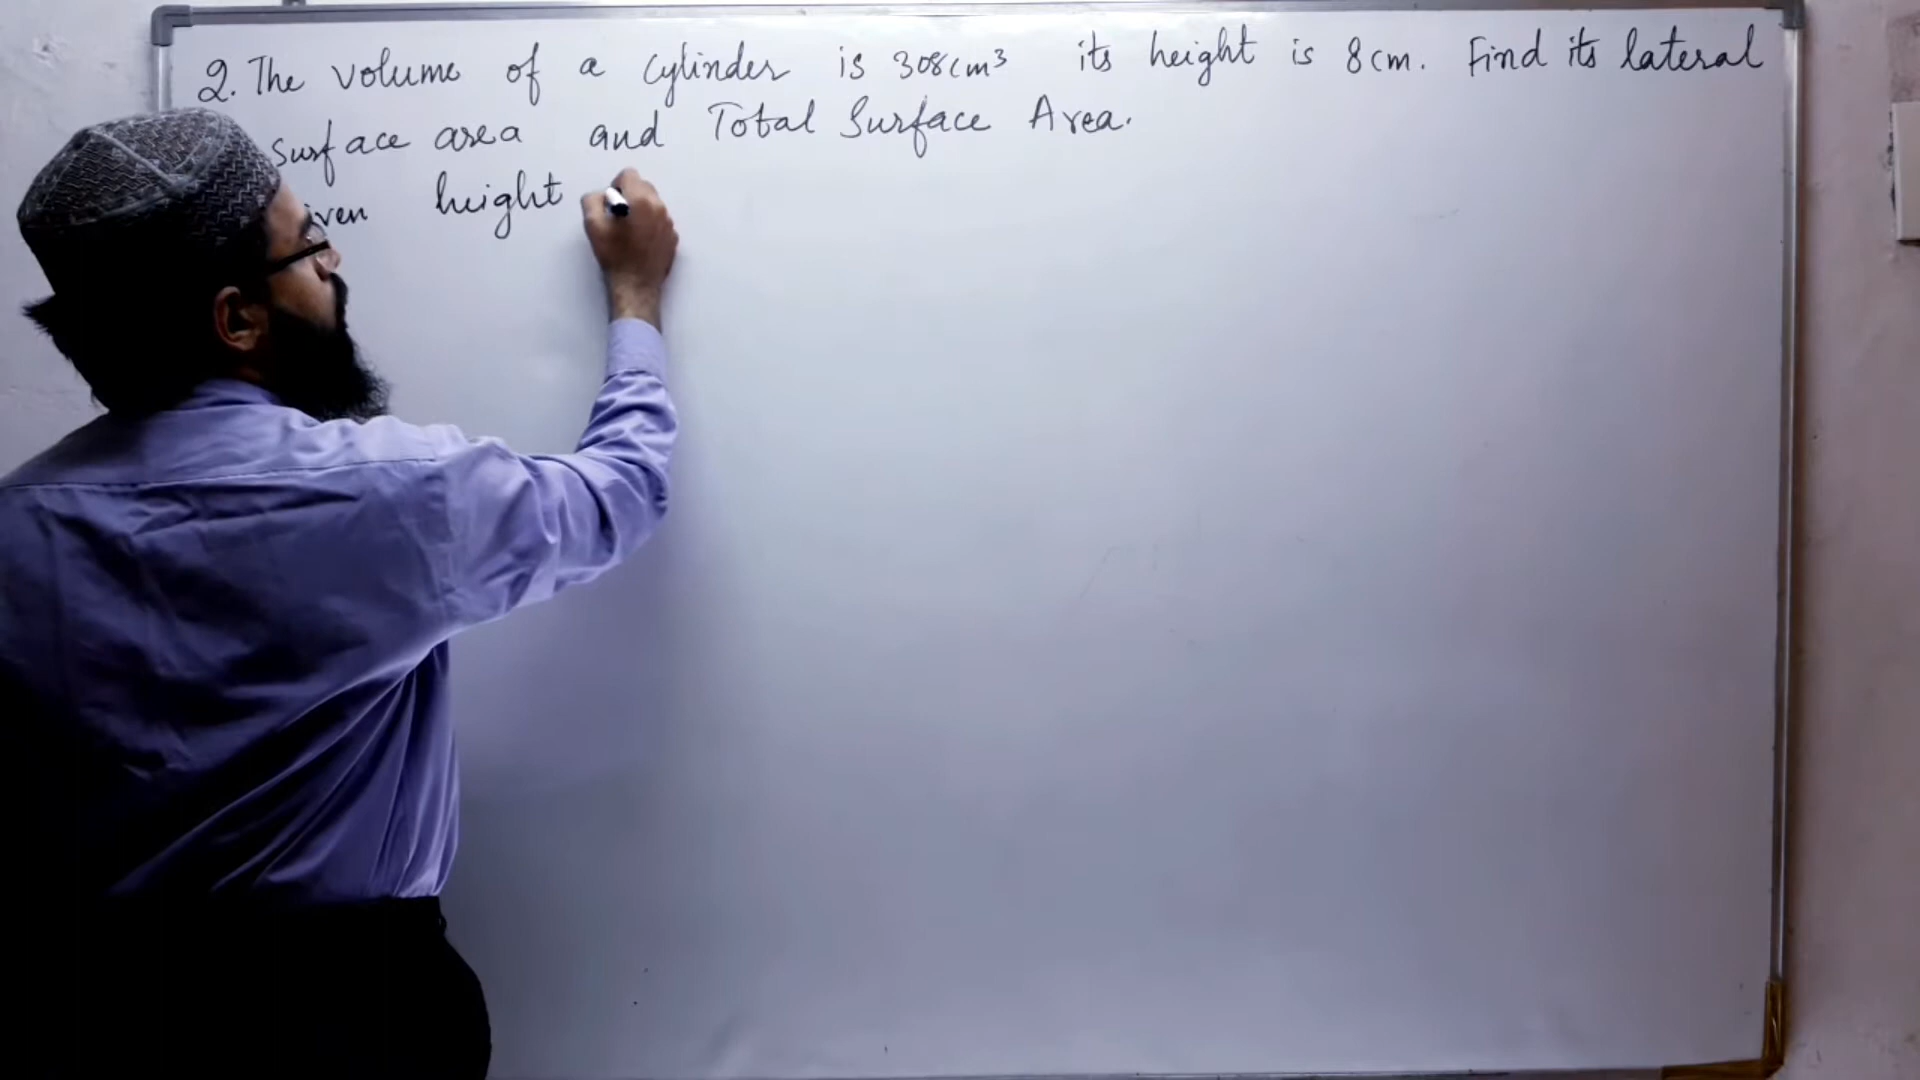 2. The volume of a cylinder is 308cm³ its height is 8cm. Find its lateral
surface area and Total Surface Area.
iven height